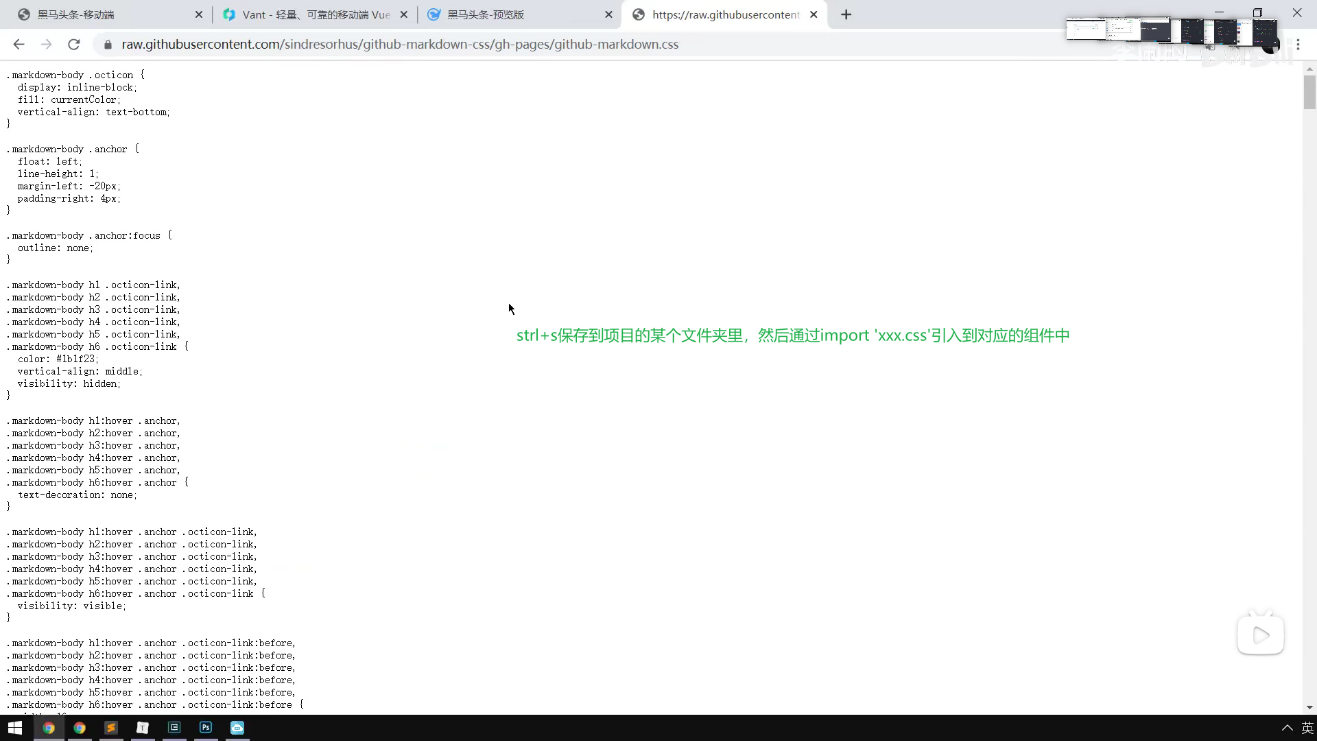 黑马头条-移动端
Vant - 轻量、可靠的移动端 Vue
黑马头条-预览版
https://raw.githubusercontent
raw.githubusercontent.com/sindresorhus/github-markdown-css/gh-pages/github-markdown.css
.markdown-body .octicon {
display: inline-block;
fill: currentColor;
vertical-align: text-bottom;
}
.markdown-body .anchor {
float: left;
line-height: 1;
margin-left: -20px;
padding-right: 4px;
}
.markdown-body .anchor:focus {
outline: none;
}
.markdown-body h1 .octicon-link,
.markdown-body h2 .octicon-link,
.markdown-body h3 .octicon-link,
.markdown-body h4 .octicon-link,
.markdown-body h5 .octicon-link,
.markdown-body h6 .octicon-link {
color: #1b1f23;
vertical-align: middle;
visibility: hidden;
}
strl+s保存到项目的某个文件夹里，然后通过import 'xxx.css'引入到对应的组件中
.markdown-body h1:hover .anchor,
.markdown-body h2:hover .anchor,
.markdown-body h3:hover .anchor,
.markdown-body h4:hover .anchor,
.markdown-body h5:hover .anchor,
.markdown-body h6:hover .anchor {
text-decoration: none;
}
.markdown-body h1:hover .anchor .octicon-link,
.markdown-body h2:hover .anchor .octicon-link,
.markdown-body h3:hover .anchor .octicon-link,
.markdown-body h4:hover .anchor .octicon-link,
.markdown-body h5:hover .anchor .octicon-link,
.markdown-body h6:hover .anchor .octicon-link {
visibility: visible;
}
.markdown-body h1:hover .anchor .octicon-link:before,
.markdown-body h2:hover .anchor .octicon-link:before,
.markdown-body h3:hover .anchor .octicon-link:before,
.markdown-body h4:hover .anchor .octicon-link:before,
.markdown-body h5:hover .anchor .octicon-link:before,
.markdown-body h6:hover .anchor .octicon-link:before {
英